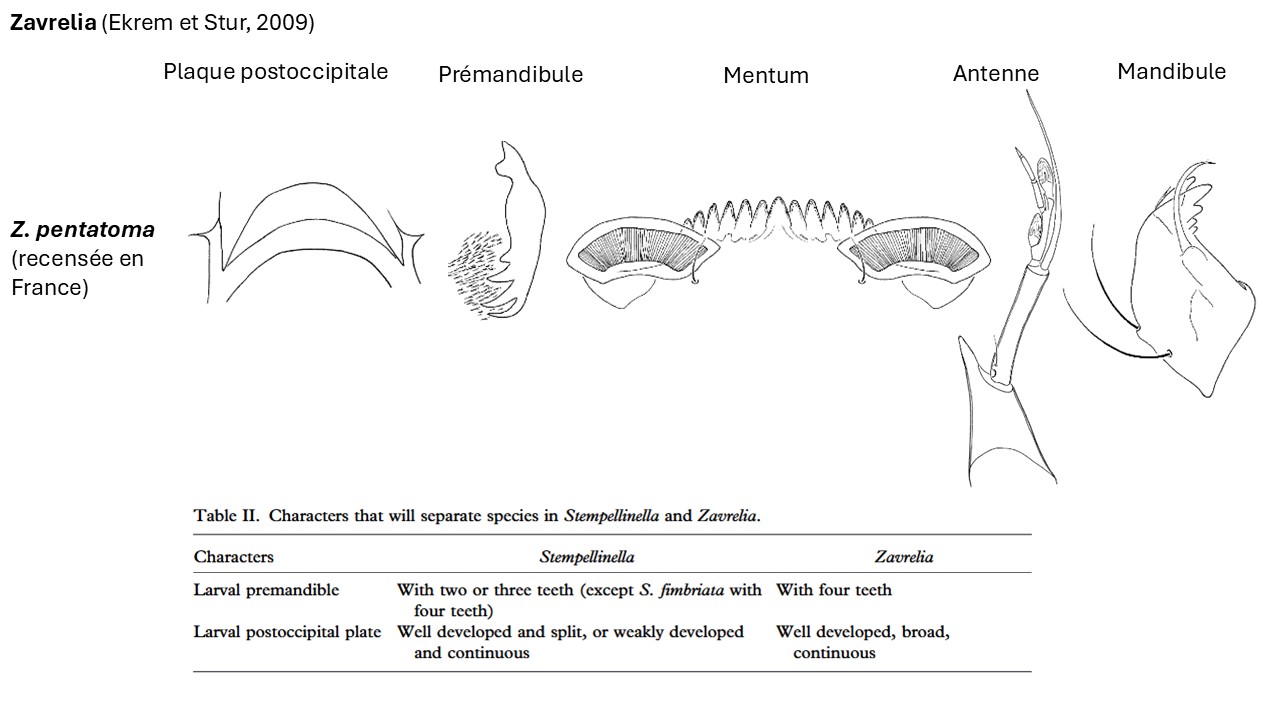 Zavrelia (Ekrem et Stur, 2009)
Plaque postoccipitale
Prémandibule
Mentum
Antenne
Mandibule
Z. pentatoma
(recensée en
France)
Table II. Characters that will separate species in Stempellinella and Zavrelia.
Characters Stempellinella Zavrelia
Larval premandible With two or three teeth (except S. fimbriata with With four teeth
four teeth)
Larval postoccipital plate Well developed and split, or weakly developed Well developed, broad,
and continuous continuous